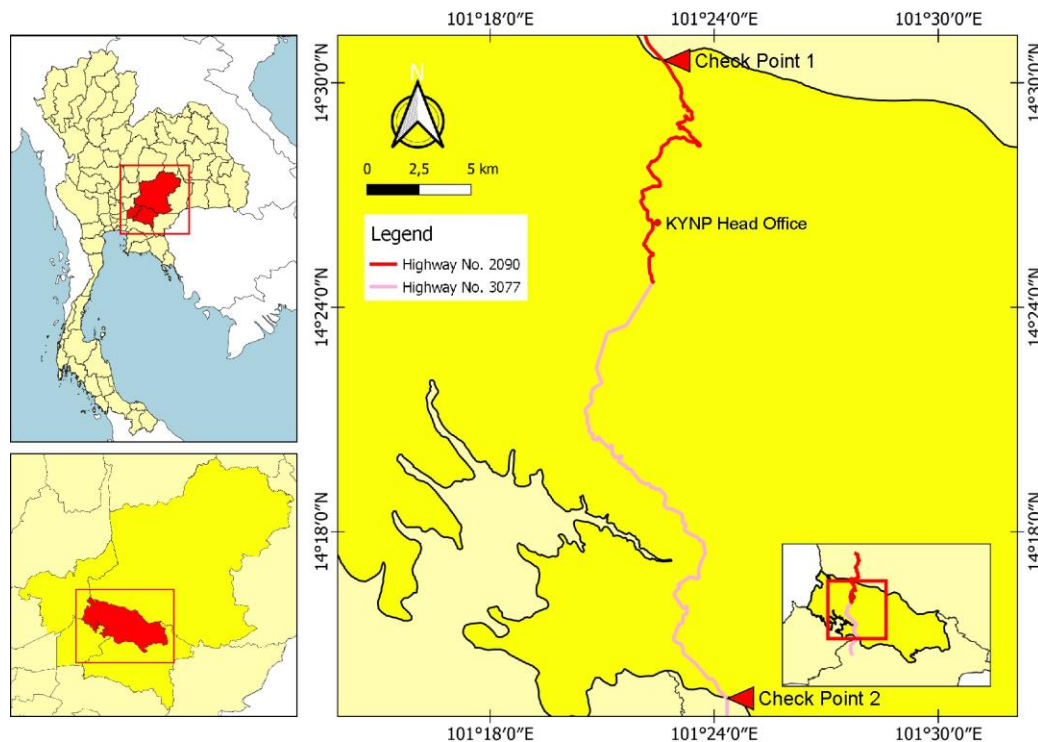 101°18′0″E 101°24′0″E 101°30′0″E
14°30′0″N
14°24′0″N
14°18′0″N
N
0 2,5 5 km
Legend
Highway No. 2090
Highway No. 3077
Check Point 1
KYNP Head Office
Check Point 2
14°30′0″N
14°24′0″N
14°18′0″N
101°18′0″E 101°24′0″E 101°30′0″E